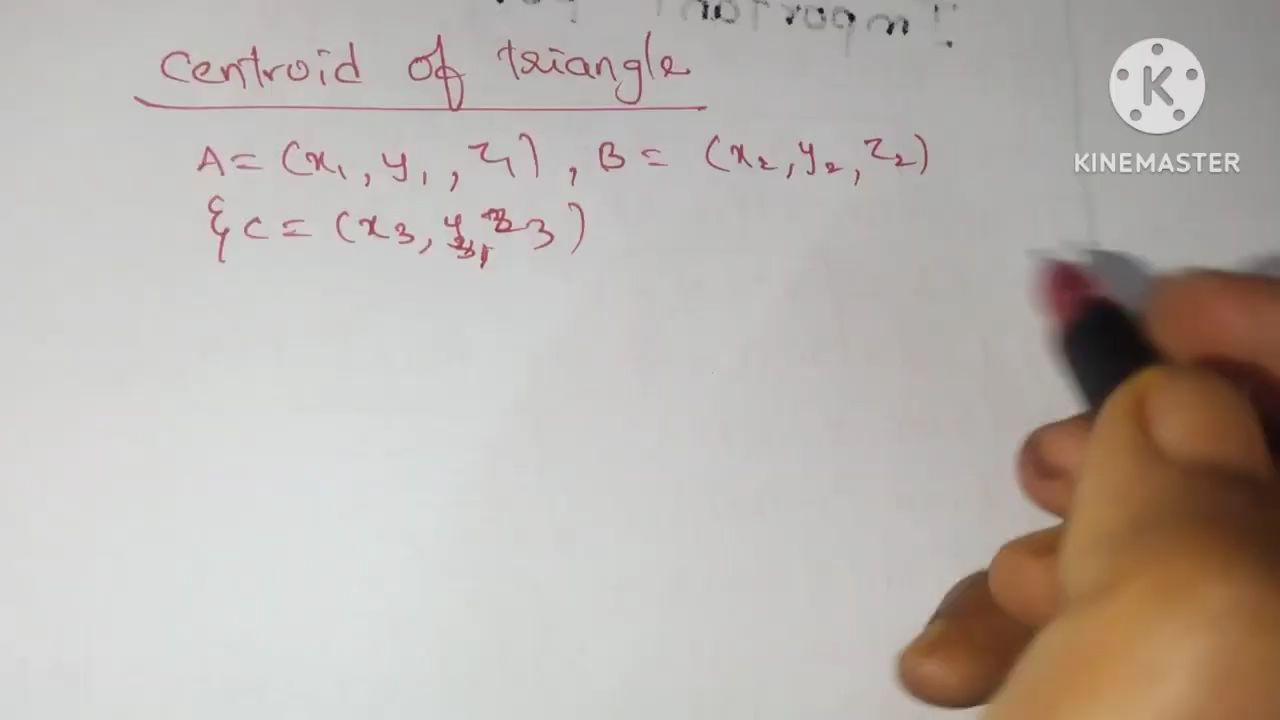 Centroid of triangle
A = (x₁, y₁, z₁), B = (x₂, y₂, z₂)
& C = (x₃, y₃, z₃)
KINEMASTER